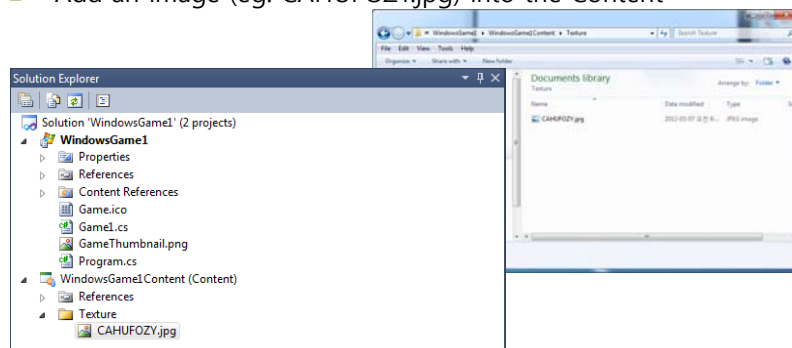 Add an image (eg. CAHUFOZY.jpg) into the Content
WindowsGame1 ▸ WindowsGame1Content ▸ Texture
Search Texture
File Edit View Tools Help
Organize Share with New folder
Documents library
Texture
Arrange by: Folder
Name Date modified Type
CAHUFOZY.jpg JPEG image
Solution Explorer
Solution 'WindowsGame1' (2 projects)
WindowsGame1
Properties
References
Content References
Game.ico
Game1.cs
GameThumbnail.png
Program.cs
WindowsGame1Content (Content)
References
Texture
CAHUFOZY.jpg